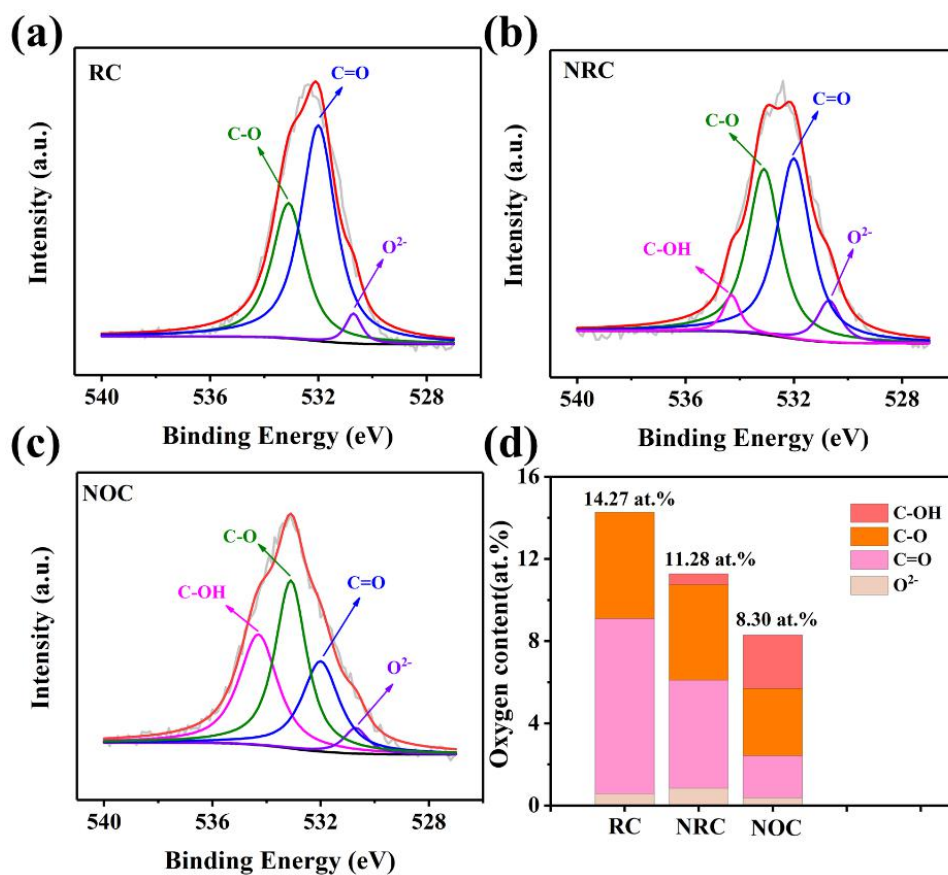 (a)
RC
C=O
C-O
O2-
Intensity (a.u.)
540 536 532 528
Binding Energy (eV)
(b)
NRC
C=O
C-O
O2-
C-OH
Intensity (a.u.)
540 536 532 528
Binding Energy (eV)
(c)
NOC
C-O
C=O
C-OH
O2-
Intensity (a.u.)
540 536 532 528
Binding Energy (eV)
(d)
16
14.27 at.%
C-OH
C-O
C=O
O2-
12
11.28 at.%
8.30 at.%
8
4
0
Oxygen content(at.%)
RC NRC NOC